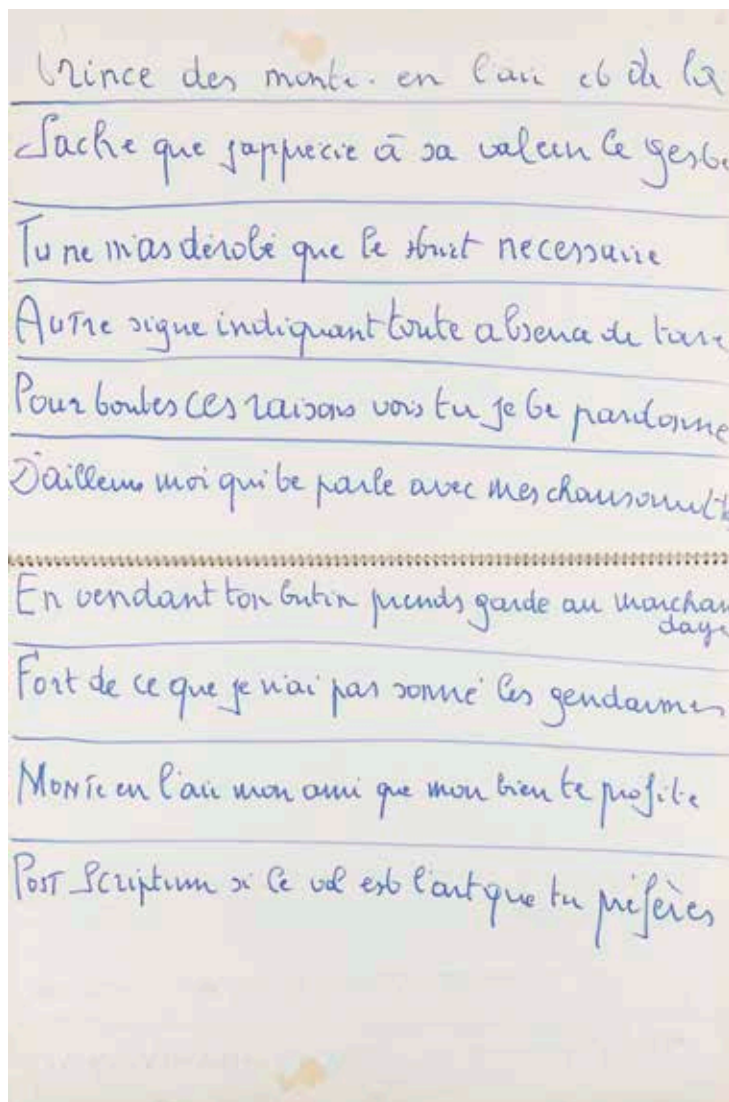 Prince des monte-en l'air et de la
Sache que j'apprecie à sa valeur le geste
Tu ne m'as dérobé que le strict necessaire
Autre signe indiquant toute absence de tare
Pour toutes ces raisons vois tu je te pardonne
D'ailleurs moi qui te parle avec mes chansonnettes
En vendant ton butin prends garde au marchan
dage
Fort de ce que je n'ai pas sonné les gendarmes
Monte en l'air mon ami que mon bien te profite
Post Scriptum si le vol est l'art que tu préfères